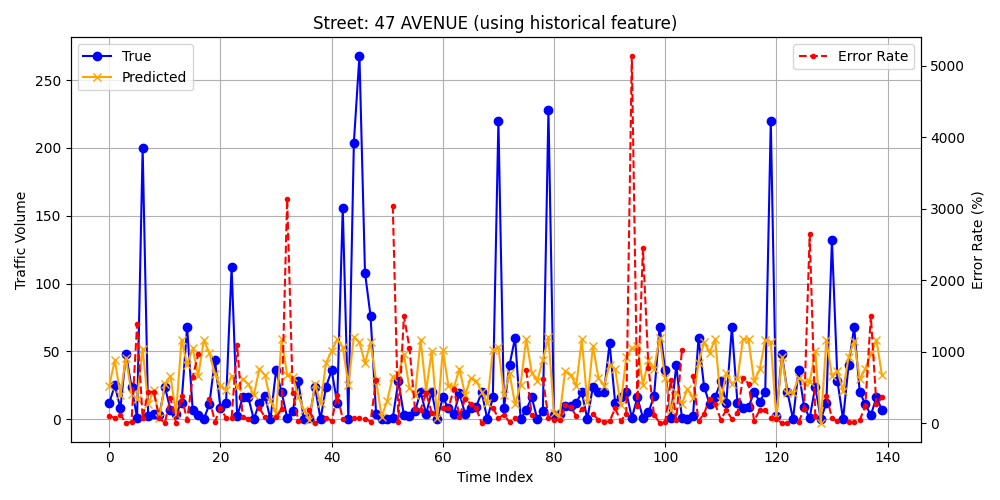 Street: 47 AVENUE (using historical feature)
True
Predicted
Error Rate
250
200
150
100
50
0
Traffic Volume
5000
4000
3000
2000
1000
0
Error Rate (%)
0 20 40 60 80 100 120 140
Time Index